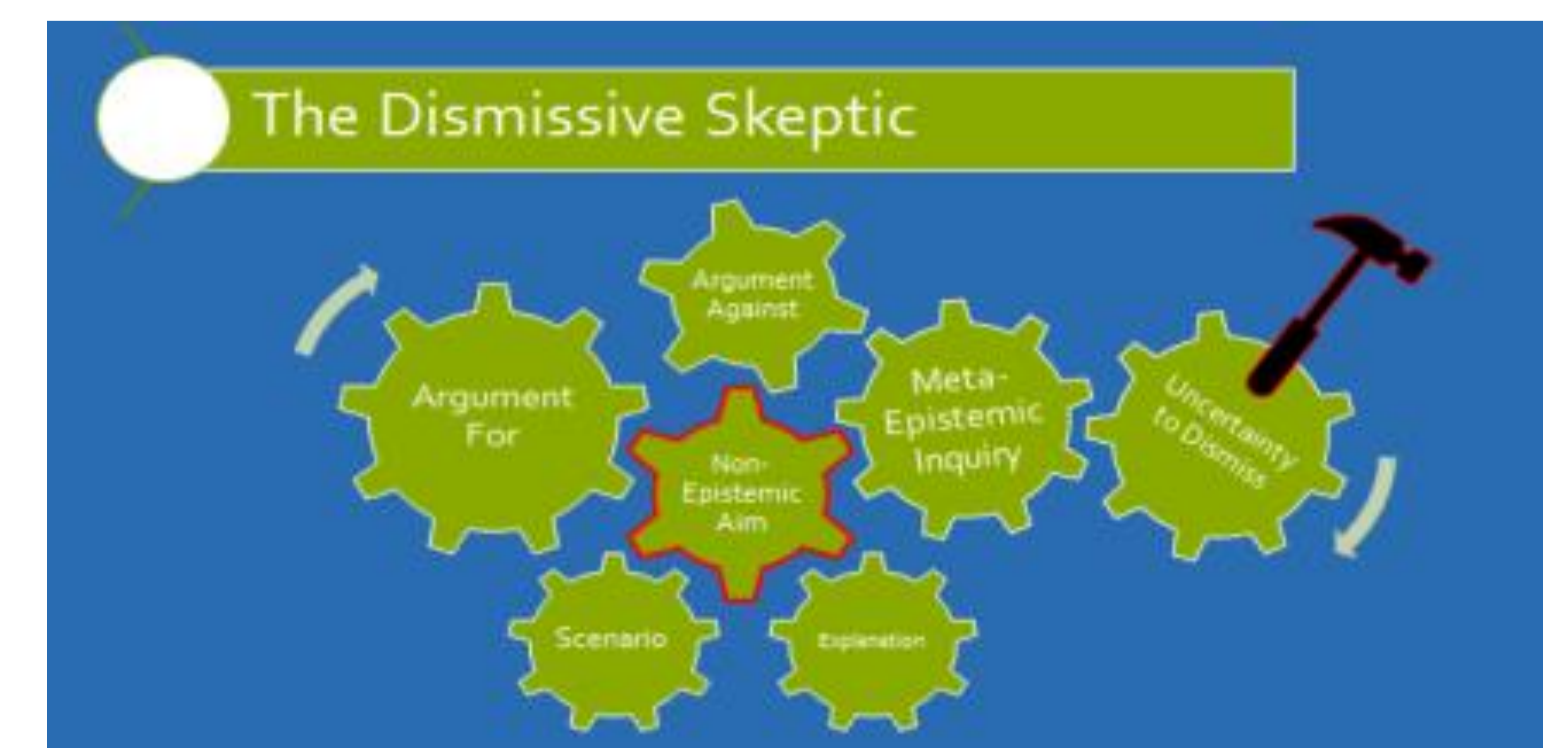 The Dismissive Skeptic
Argument
Against
Argument
For
Meta-
Epistemic
Inquiry
Uncertainty
to Dismiss
Non-
Epistemic
Aim
Scenario
Explanation